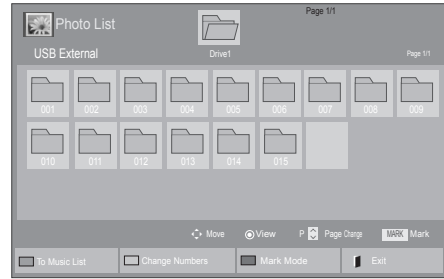 Page 1/1
Photo List
USB External Drive1 Page 1/1
001 002 003 004 005 006 007 008 009
010 011 012 013 014 015
Move View P Page Change MARK Mark
To Music List Change Numbers Mark Mode Exit